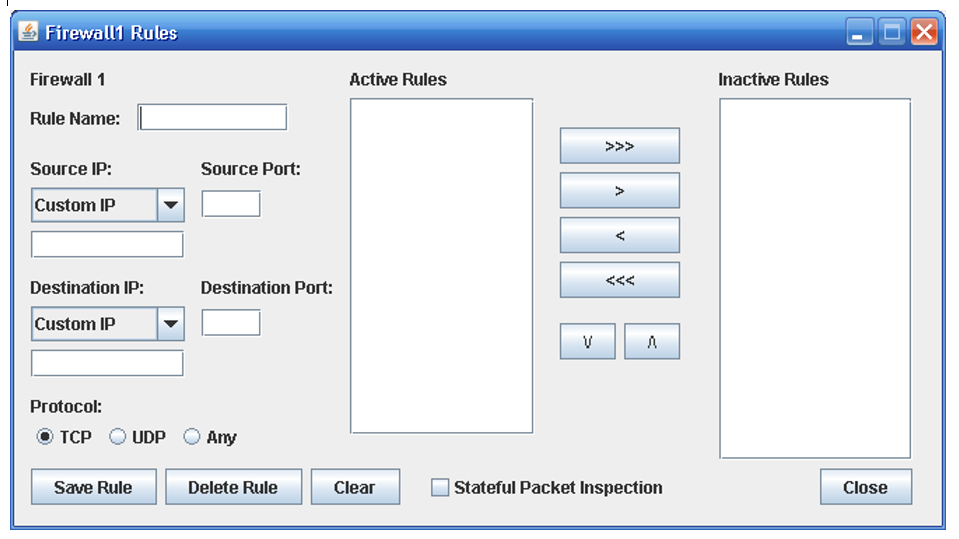 Firewall1 Rules
Firewall 1
Rule Name:
Source IP:
Source Port:
Custom IP
Destination IP:
Destination Port:
Custom IP
Protocol:
TCP
UDP
Any
Save Rule
Delete Rule
Clear
Active Rules
>>>
>
<
<<<
V
Λ
Inactive Rules
Stateful Packet Inspection
Close